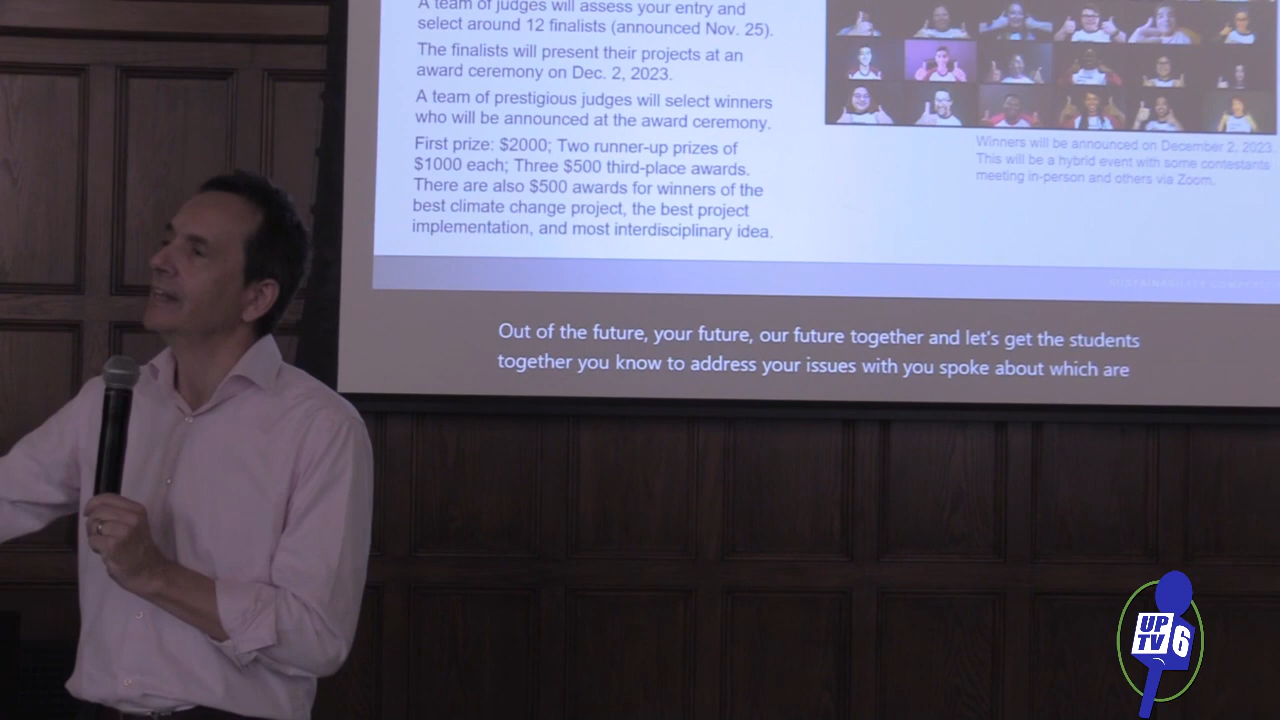 A team of judges will assess your entry and
select around 12 finalists (announced Nov. 25).
The finalists will present their projects at an
award ceremony on Dec. 2, 2023.
A team of prestigious judges will select winners
who will be announced at the award ceremony.
First prize: $2000; Two runner-up prizes of
$1000 each; Three $500 third-place awards.
There are also $500 awards for winners of the
best climate change project, the best project
implementation, and most interdisciplinary idea.
Winners will be announced on December 2, 2023.
This will be a hybrid event with some contestants
meeting in-person and others via Zoom.
Out of the future, your future, our future together and let's get the students
together you know to address your issues with you spoke about which are
UP
TV 6